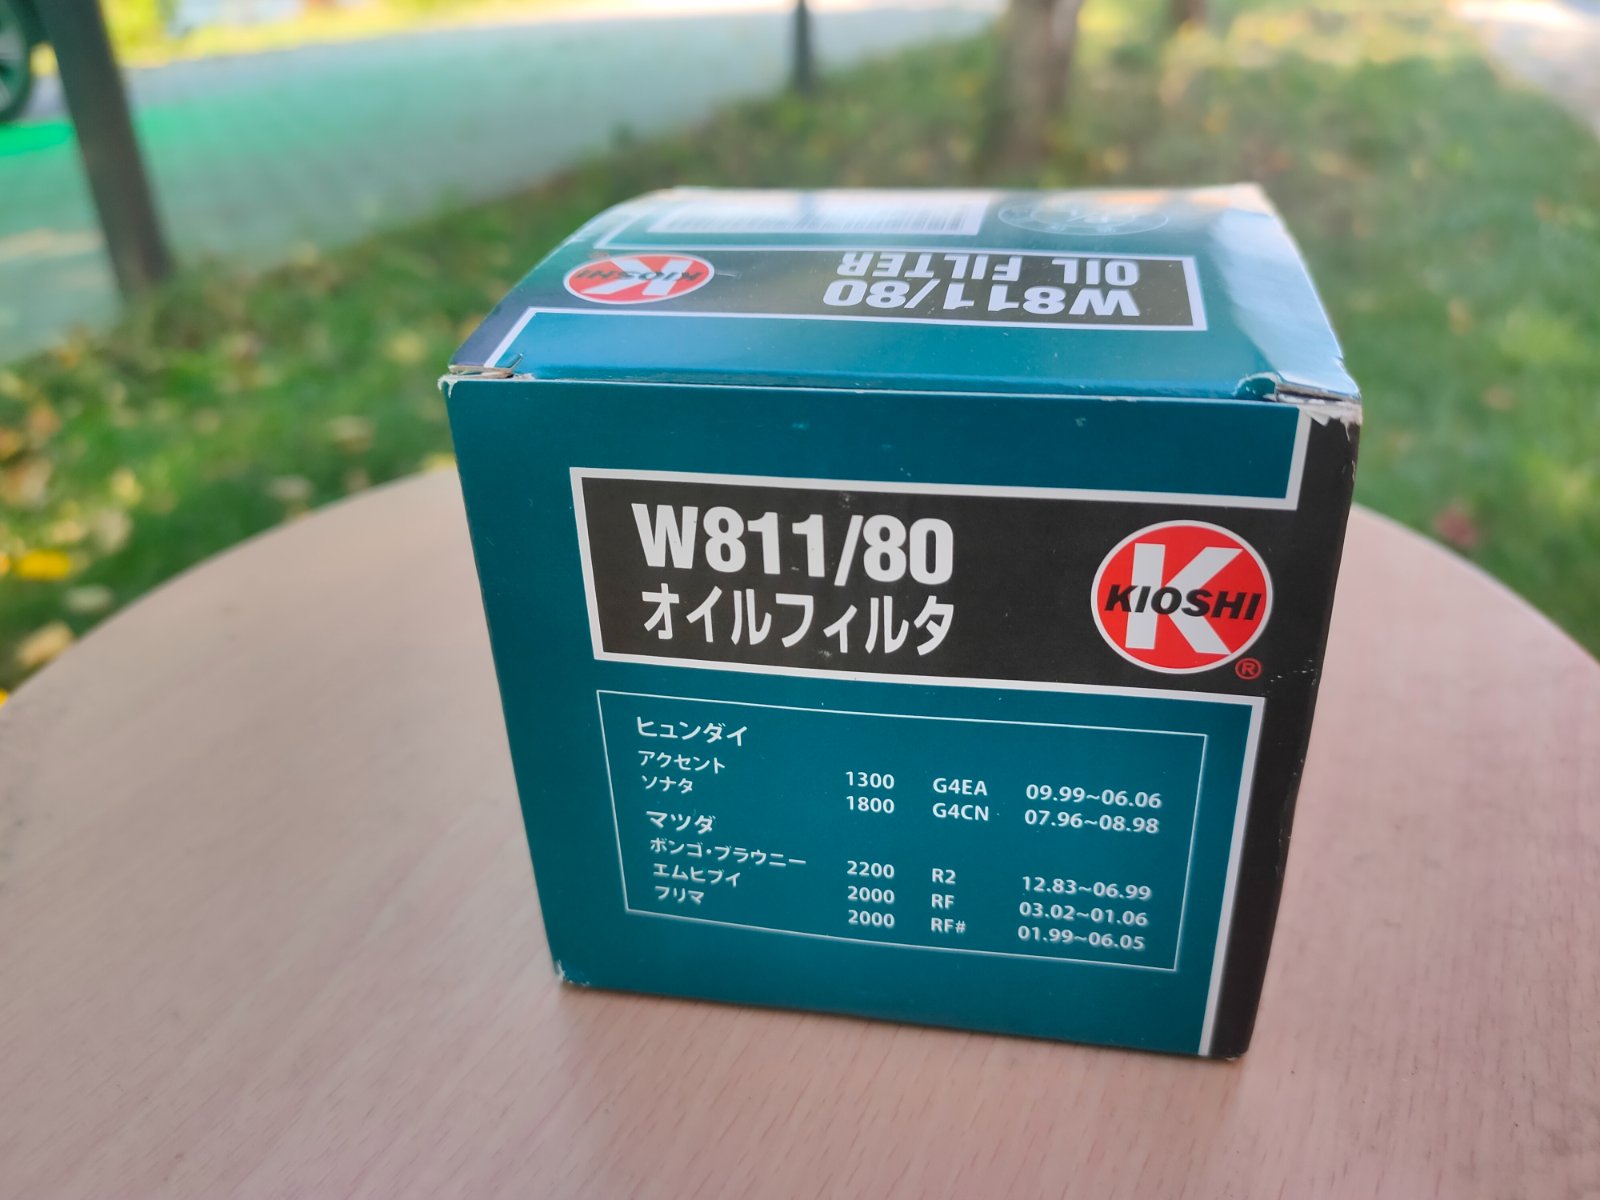 W811/80
OIL FILTER
KIOSHI
W811/80
オイルフィルタ
K
KIOSHI
®
ヒュンダイ
アクセント 1300 G4EA 09.99~06.06
ソナタ 1800 G4CN 07.96~08.98
マツダ
ボンゴ・ブラウニー 2200 R2 12.83~06.99
エムヒブイ 2000 RF 03.02~01.06
フリマ 2000 RF# 01.99~06.05